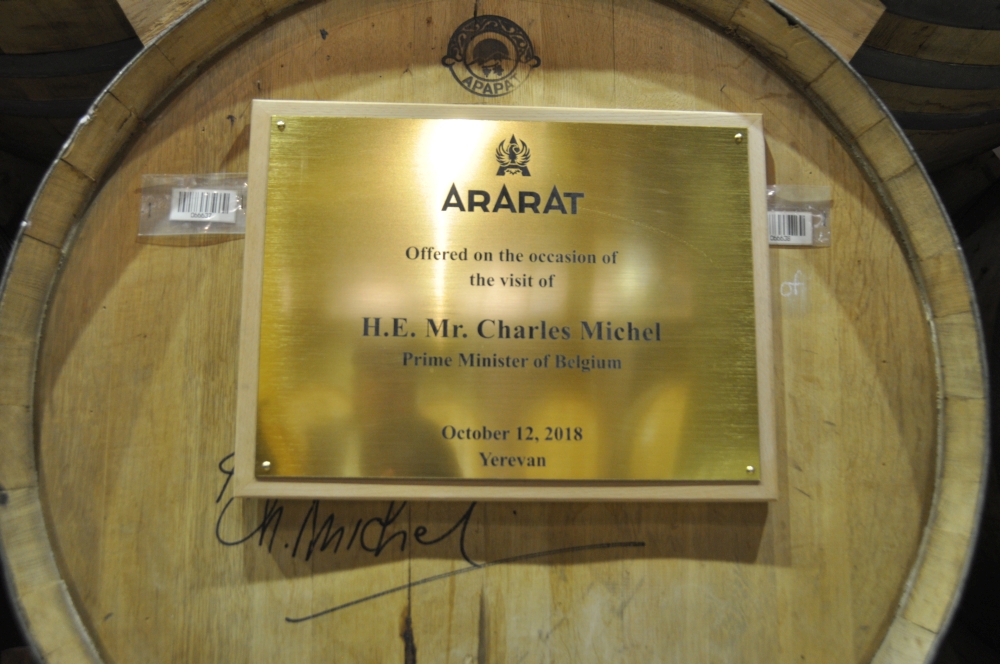 АРАРАТ
ARARAT
Offered on the occasion of
the visit of
H.E. Mr. Charles Michel
Prime Minister of Belgium
October 12, 2018
Yerevan
Ch. Michel